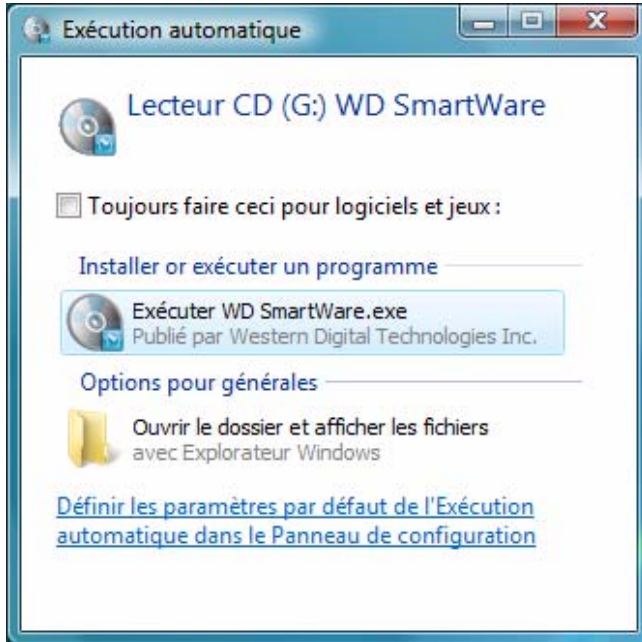 Exécution automatique
Lecteur CD (G:) WD SmartWare
Toujours faire ceci pour logiciels et jeux :
Installer or exécuter un programme
Exécuter WD SmartWare.exe
Publié par Western Digital Technologies Inc.
Options pour générales
Ouvrir le dossier et afficher les fichiers
avec Explorateur Windows
Définir les paramètres par défaut de l'Exécution
automatique dans le Panneau de configuration